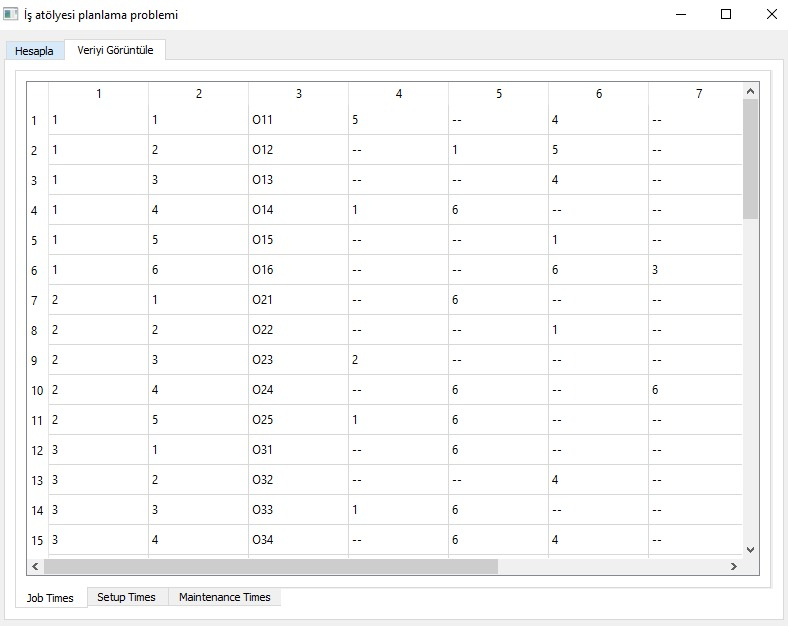 İş atölyesi planlama problemi
Hesapla Veriyi Görüntüle
1 2 3 4 5 6 7
1 1 1 O11 5 -- 4 --
2 1 2 O12 -- 1 5 --
3 1 3 O13 -- -- 4 --
4 1 4 O14 1 6 -- --
5 1 5 O15 -- -- 1 --
6 1 6 O16 -- -- 6 3
7 2 1 O21 -- 6 -- --
8 2 2 O22 -- -- 1 --
9 2 3 O23 2 -- -- --
10 2 4 O24 -- 6 -- 6
11 2 5 O25 1 6 -- --
12 3 1 O31 -- 6 -- --
13 3 2 O32 -- -- 4 --
14 3 3 O33 1 6 -- --
15 3 4 O34 -- 6 4 --
Job Times Setup Times Maintenance Times